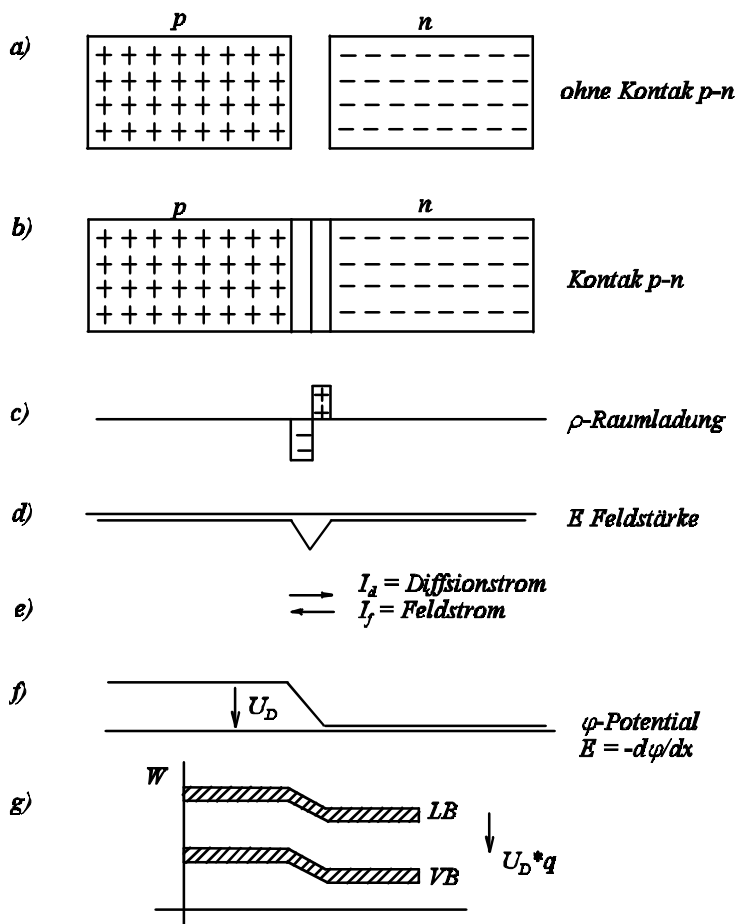 p n
a)
ohne Kontak p-n
p n
b)
Kontak p-n
c)
ρ-Raumladung
d)
E Feldstärke
I_d = Diffsionstrom
e)
I_f = Feldstrom
f)
U_D
φ-Potential
E = -dφ/dx
W
g)
LB
U_D*q
VB